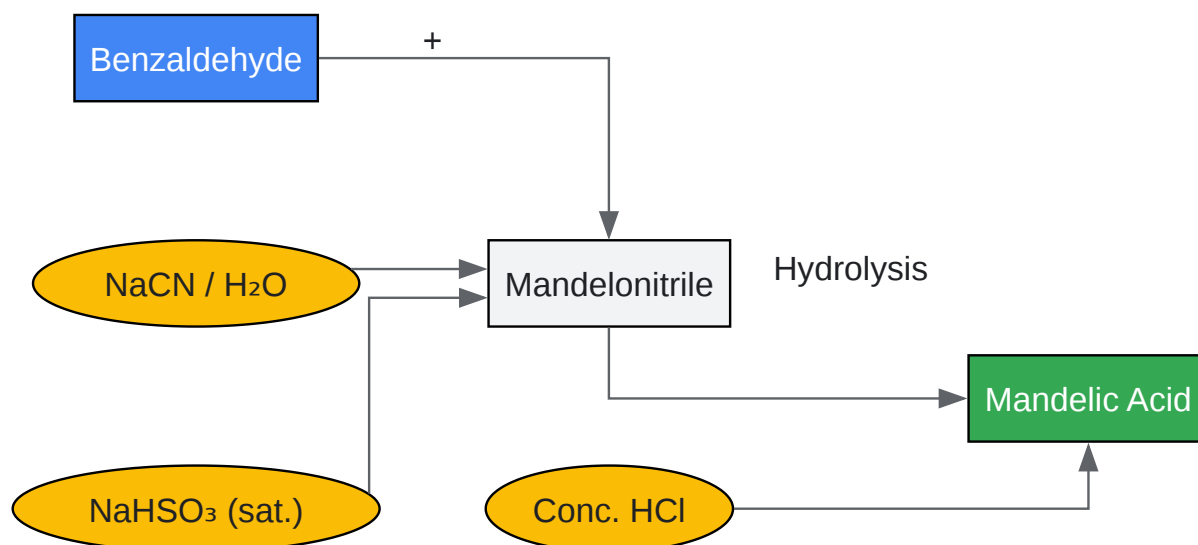 Benzaldehyde
+
NaCN / H₂O
Mandelonitrile
Hydrolysis
Mandelic Acid
NaHSO₃ (sat.)
Conc. HCl